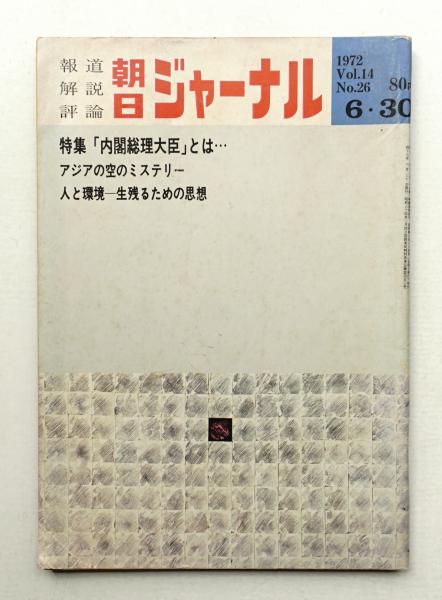 報道
解説
評論
朝日ジャーナル
1972
Vol.14
No.26
80円
6・30
特集「内閣総理大臣」とは…
アジアの空のミステリー
人と環境―生残るための思想